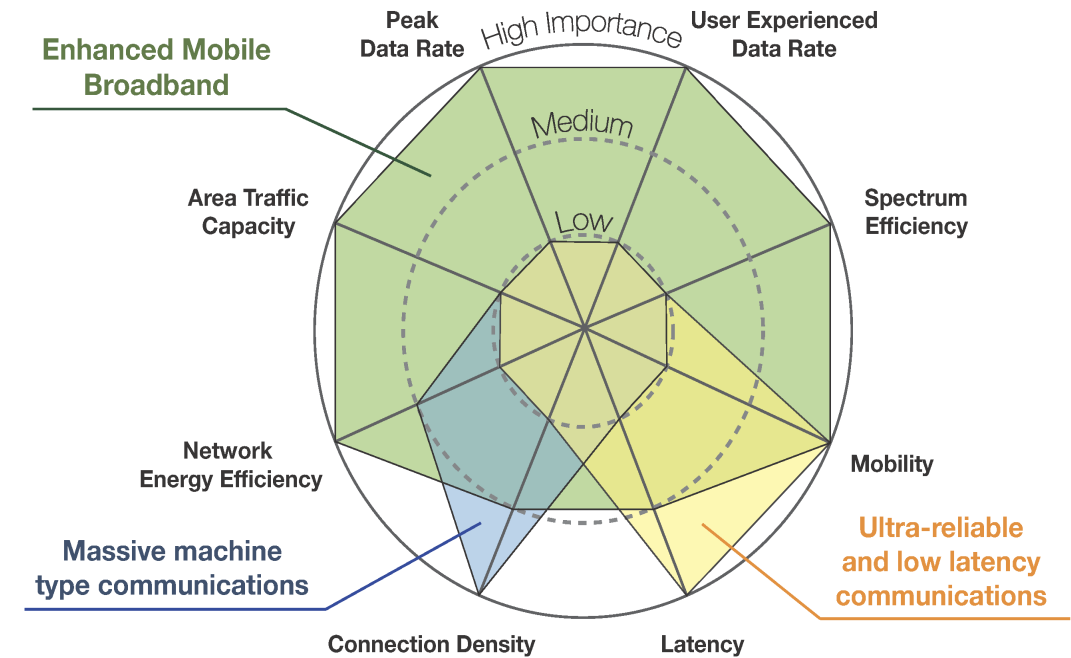 Peak
Data Rate
High Importance
User Experienced
Data Rate
Enhanced Mobile
Broadband
Medium
Area Traffic
Capacity
Low
Spectrum
Efficiency
Network
Energy Efficiency
Mobility
Massive machine
type communications
Ultra-reliable
and low latency
communications
Connection Density
Latency